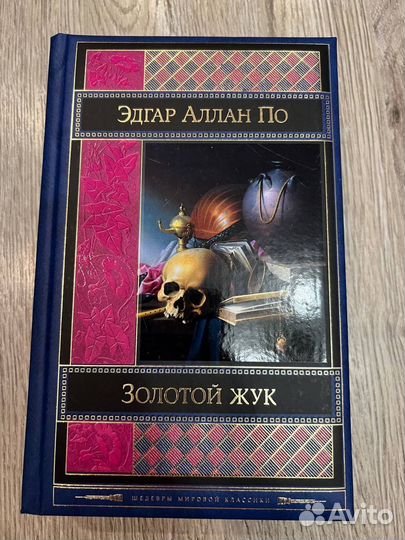 Эдгар Аллан По
Золотой жук
ШЕДЕВРЫ МИРОВОЙ КЛАССИКИ
Avito